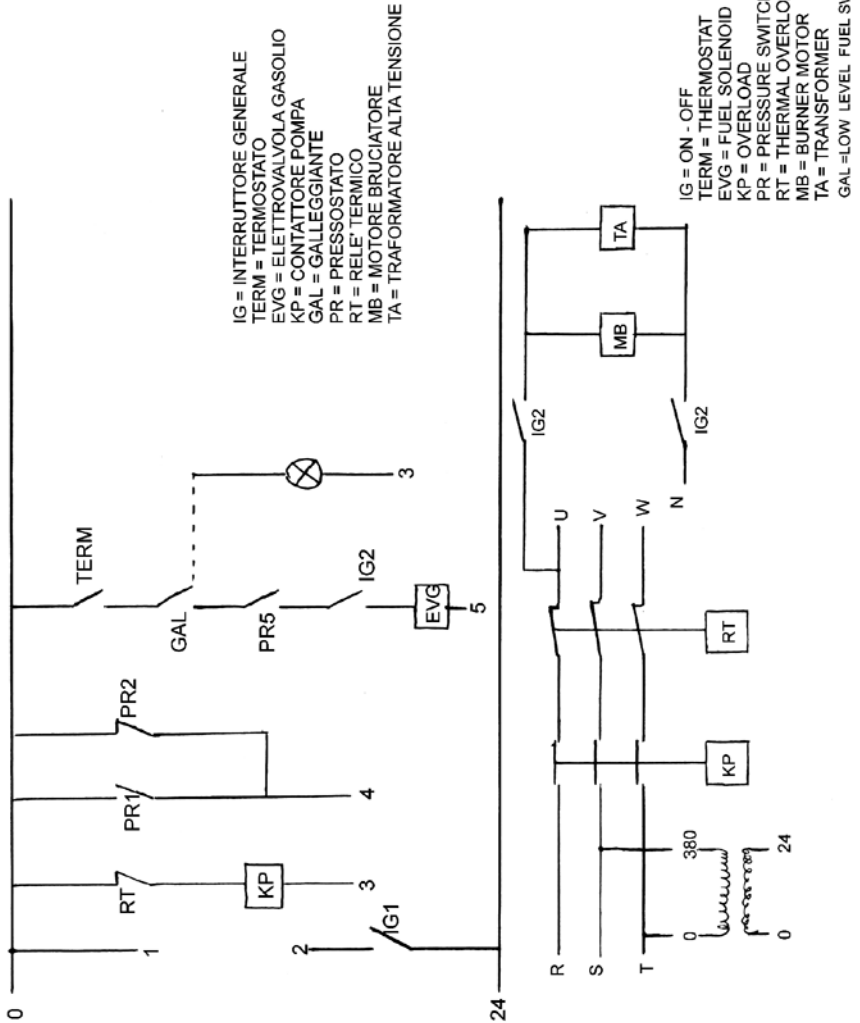 0
24
1
2
IG1
RT
KP
3
PR1
PR2
4
TERM
GAL
PR5
IG2
EVG
5
3
IG = INTERRUTTORE GENERALE
TERM = TERMOSTATO
EVG = ELETTROVALVOLA GASOLIO
KP = CONTATTORE POMPA
GAL = GALLEGGIANTE
PR = PRESSOSTATO
RT = RELE' TERMICO
MB = MOTORE BRUCIATORE
TA = TRAFORMATORE ALTA TENSIONE
R
S
T
0
380
0
24
KP
RT
U
V
W
N
IG2
IG2
MB
TA
IG = ON - OFF
TERM = THERMOSTAT
EVG = FUEL SOLENOID
KP = OVERLOAD
PR = PRESSURE SWITC
RT = THERMAL OVERLO
MB = BURNER MOTOR
TA = TRANSFORMER
GAL =LOW LEVEL FUEL